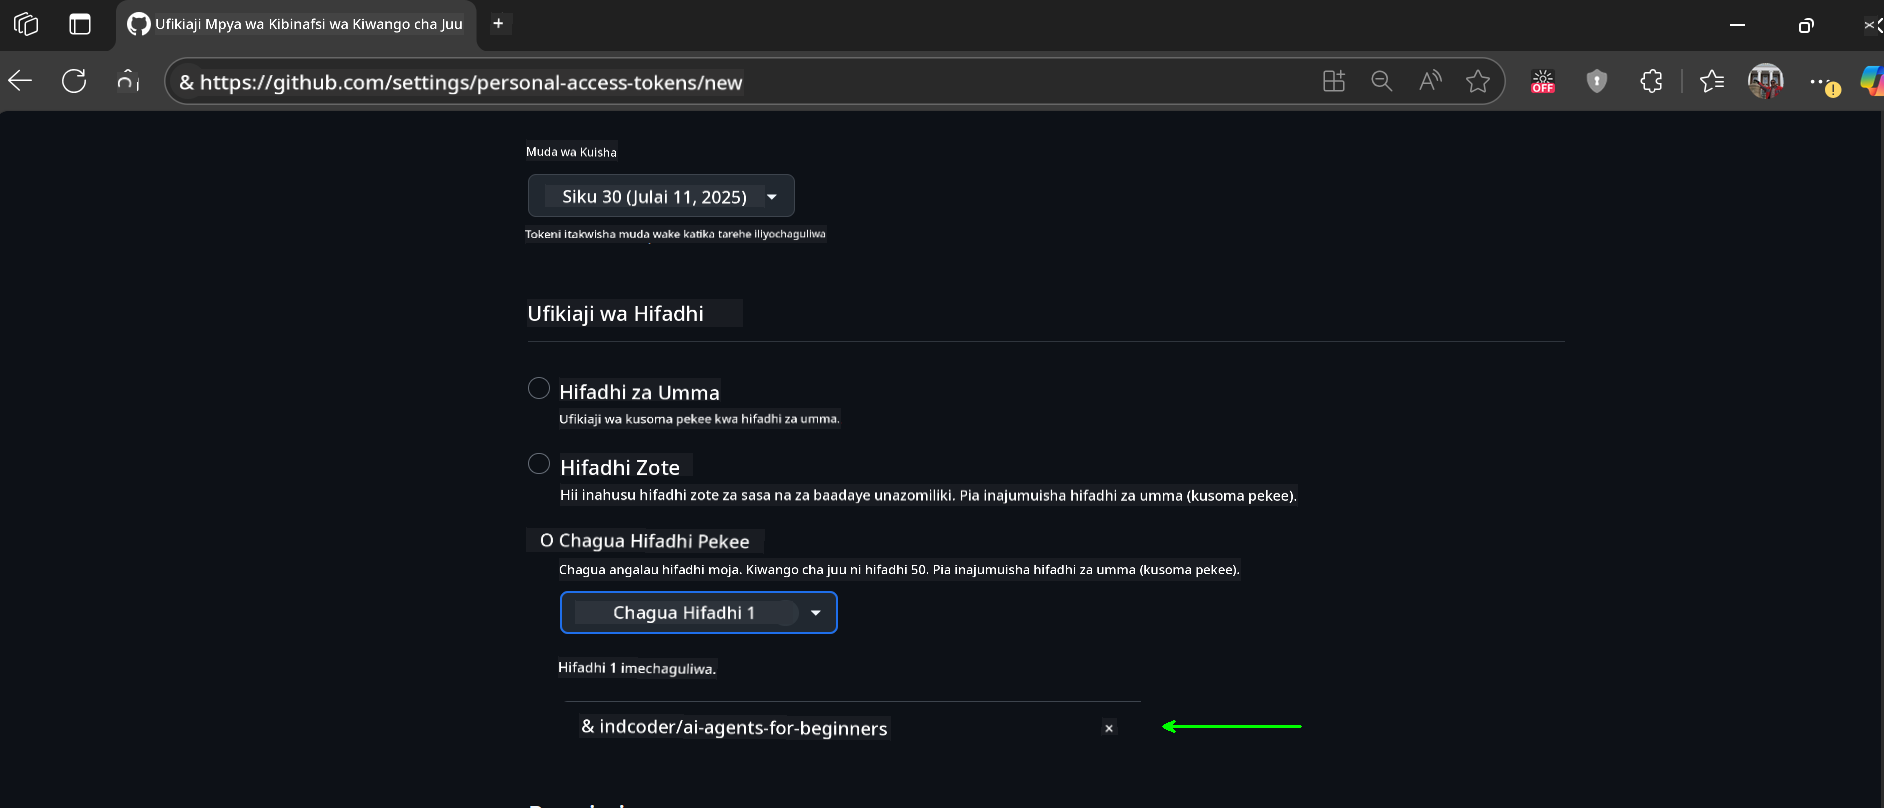 Ufikiaji Mpya wa Kibinafsi wa Kiwango cha Juu
& https://github.com/settings/personal-access-tokens/new
OFF
Muda wa Kuisha
Siku 30 (Julai 11, 2025)
Tokeni itakwisha muda wake katika tarehe iliyochaguliwa
Ufikiaji wa Hifadhi
Hifadhi za Umma
Ufikiaji wa kusoma pekee kwa hifadhi za umma.
Hifadhi Zote
Hii inahusu hifadhi zote za sasa na za baadaye unazomiliki. Pia inajumuisha hifadhi za umma (kusoma pekee).
O Chagua Hifadhi Pekee
Chagua angalau hifadhi moja. Kiwango cha juu ni hifadhi 50. Pia inajumuisha hifadhi za umma (kusoma pekee).
Chagua Hifadhi 1
Hifadhi 1 imechaguliwa.
& indcoder/ai-agents-for-beginners